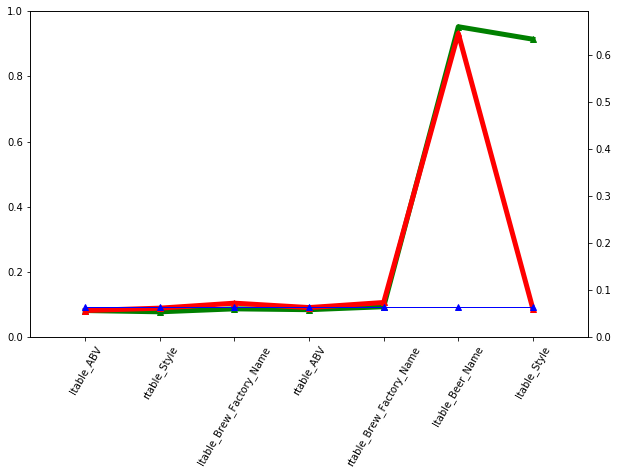 1.0
0.8
0.6
0.4
0.2
0.0
0.6
0.5
0.4
0.3
0.2
0.1
0.0
ltable_ABV
rtable_Style
ltable_Brew_Factory_Name
rtable_ABV
rtable_Brew_Factory_Name
ltable_Beer_Name
ltable_Style